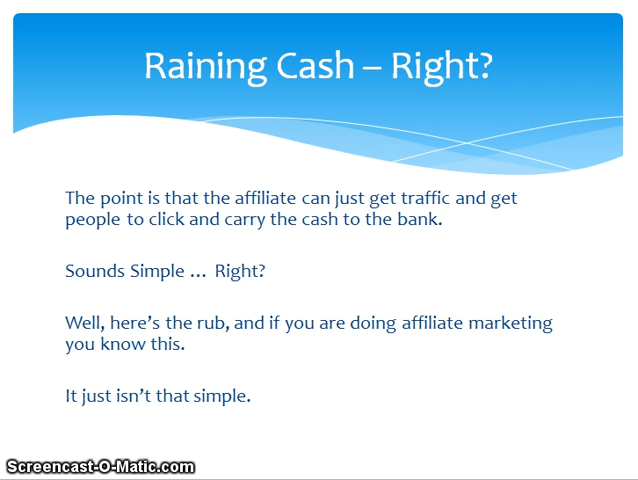 Raining Cash – Right?
The point is that the affiliate can just get traffic and get
people to click and carry the cash to the bank.
Sounds Simple … Right?
Well, here’s the rub, and if you are doing affiliate marketing
you know this.
It just isn’t that simple.
Screencast-O-Matic.com